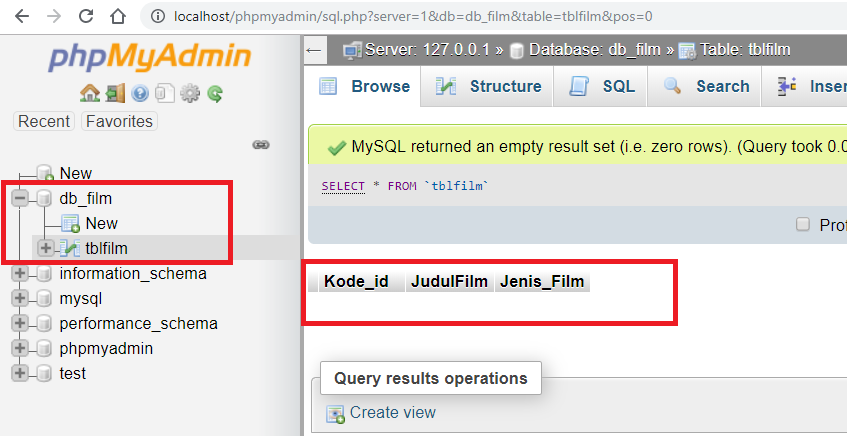 localhost/phpmyadmin/sql.php?server=1&db=db_film&table=tblfilm&pos=0
phpMyAdmin
Recent Favorites
New
db_film
New
tblfilm
information_schema
mysql
performance_schema
phpmyadmin
test
Server: 127.0.0.1 » Database: db_film » Table: tblfilm
Browse Structure SQL Search Inser
MySQL returned an empty result set (i.e. zero rows). (Query took 0.0
SELECT * FROM `tblfilm`
Prof
Kode_id JudulFilm Jenis_Film
Query results operations
Create view